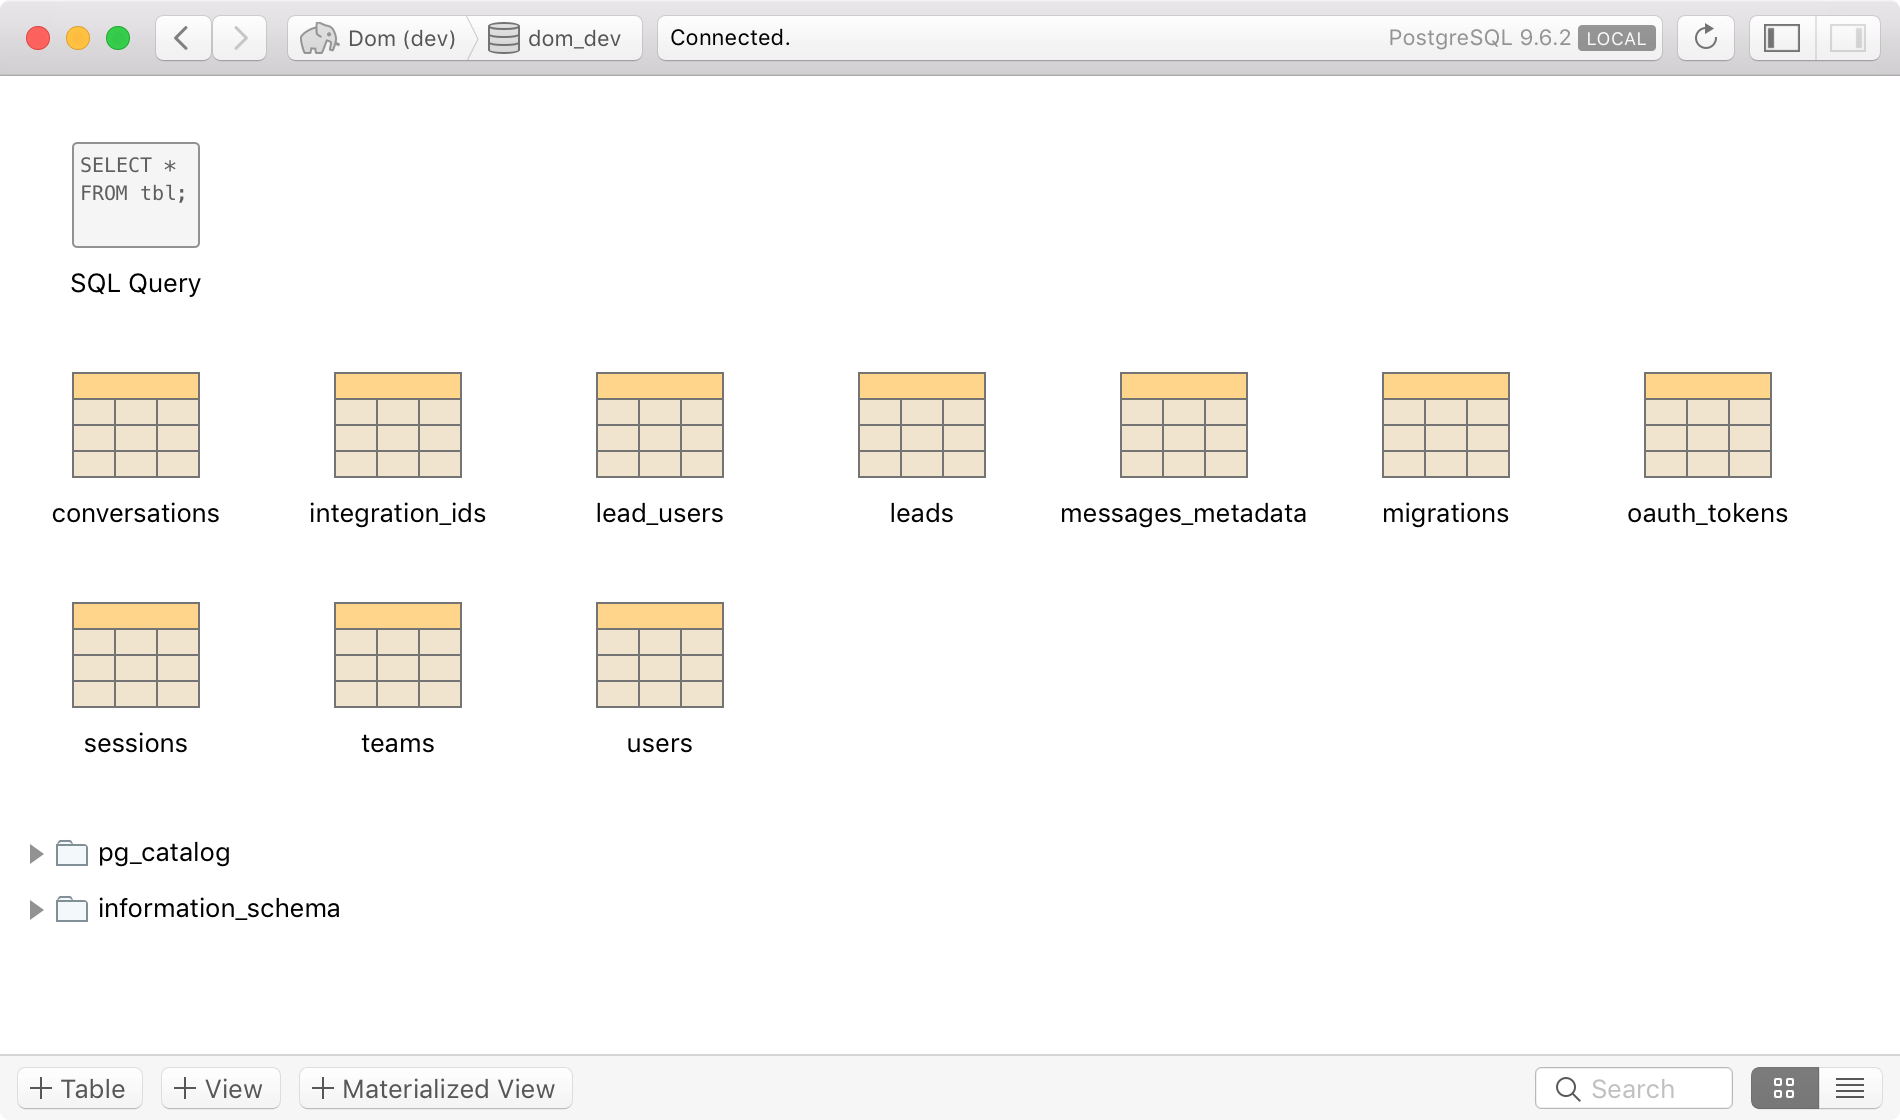 Dom (dev) dom_dev Connected. PostgreSQL 9.6.2 LOCAL
SELECT *
FROM tbl;
SQL Query
conversations integration_ids lead_users leads messages_metadata migrations oauth_tokens
sessions teams users
pg_catalog
information_schema
Table View Materialized View Search